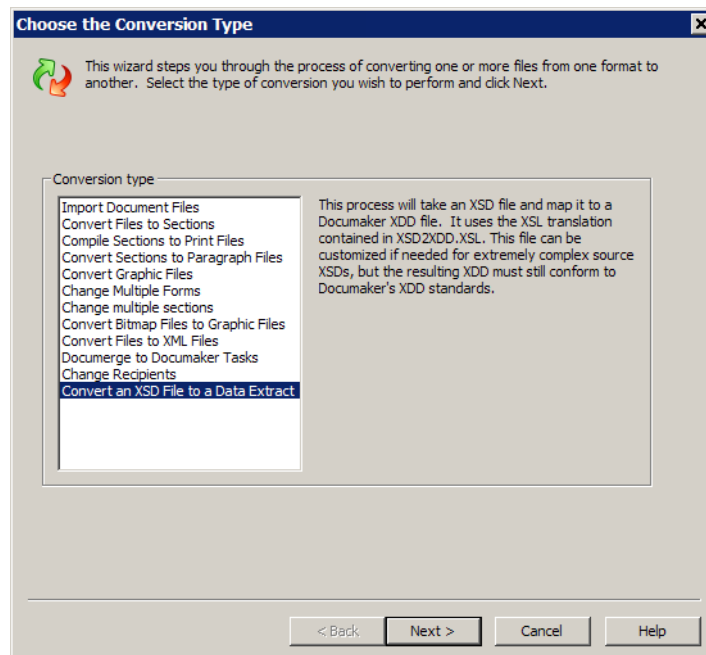 Choose the Conversion Type
This wizard steps you through the process of converting one or more files from one format to
another. Select the type of conversion you wish to perform and click Next.
Conversion type
Import Document Files
Convert Files to Sections
Compile Sections to Print Files
Convert Sections to Paragraph Files
Convert Graphic Files
Change Multiple Forms
Change multiple sections
Convert Bitmap Files to Graphic Files
Convert Files to XML Files
Documerge to Documaker Tasks
Change Recipients
Convert an XSD File to a Data Extract
This process will take an XSD file and map it to a
Documaker XDD file. It uses the XSL translation
contained in XSD2XDD.XSL. This file can be
customized if needed for extremely complex source
XSDs, but the resulting XDD must still conform to
Documaker's XDD standards.
< Back
Next >
Cancel
Help